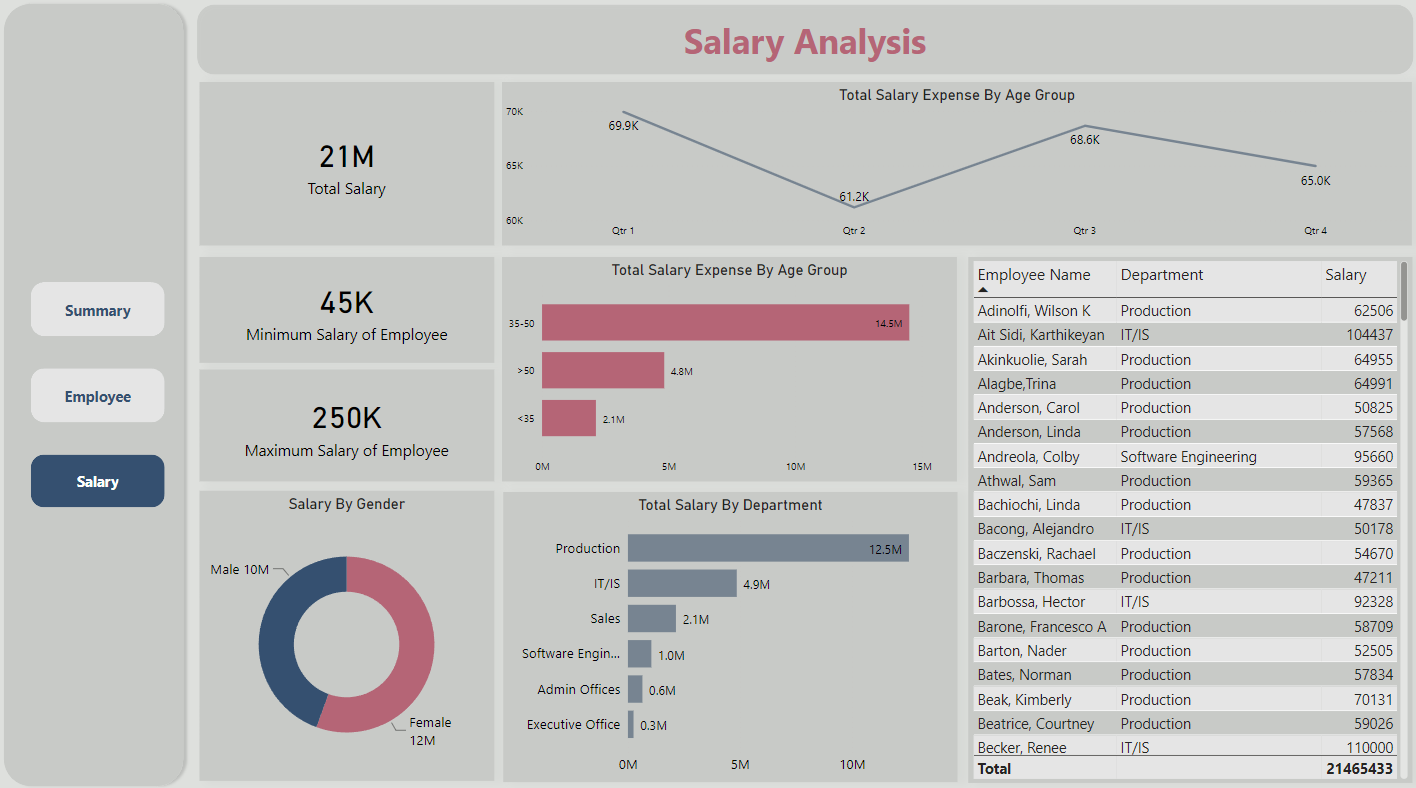 Salary Analysis
Summary
Employee
Salary
21M
Total Salary
Total Salary Expense By Age Group
70K
65K
60K
69.9K
61.2K
68.6K
65.0K
Qtr 1
Qtr 2
Qtr 3
Qtr 4
45K
Minimum Salary of Employee
250K
Maximum Salary of Employee
Total Salary Expense By Age Group
35-50 14.5M
>50 4.8M
<35 2.1M
0M 5M 10M 15M
Salary By Gender
Male 10M
Female
12M
Total Salary By Department
Production 12.5M
IT/IS 4.9M
Sales 2.1M
Software Engin... 1.0M
Admin Offices 0.6M
Executive Office 0.3M
0M 5M 10M
Employee Name Department Salary
Adinolfi, Wilson K Production 62506
Ait Sidi, Karthikeyan IT/IS 104437
Akinkuolie, Sarah Production 64955
Alagbe,Trina Production 64991
Anderson, Carol Production 50825
Anderson, Linda Production 57568
Andreola, Colby Software Engineering 95660
Athwal, Sam Production 59365
Bachiochi, Linda Production 47837
Bacong, Alejandro IT/IS 50178
Baczenski, Rachael Production 54670
Barbara, Thomas Production 47211
Barbossa, Hector IT/IS 92328
Barone, Francesco A Production 58709
Barton, Nader Production 52505
Bates, Norman Production 57834
Beak, Kimberly Production 70131
Beatrice, Courtney Production 59026
Becker, Renee IT/IS 110000
Total 21465433